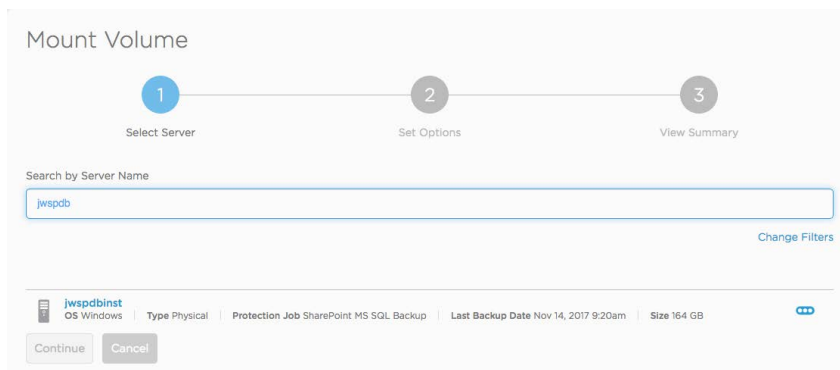 Mount Volume
1 2 3
Select Server Set Options View Summary
Search by Server Name
jwspdb
Change Filters
jwspdbinst
OS Windows Type Physical Protection Job SharePoint MS SQL Backup Last Backup Date Nov 14, 2017 9:20am Size 164 GB
Continue Cancel